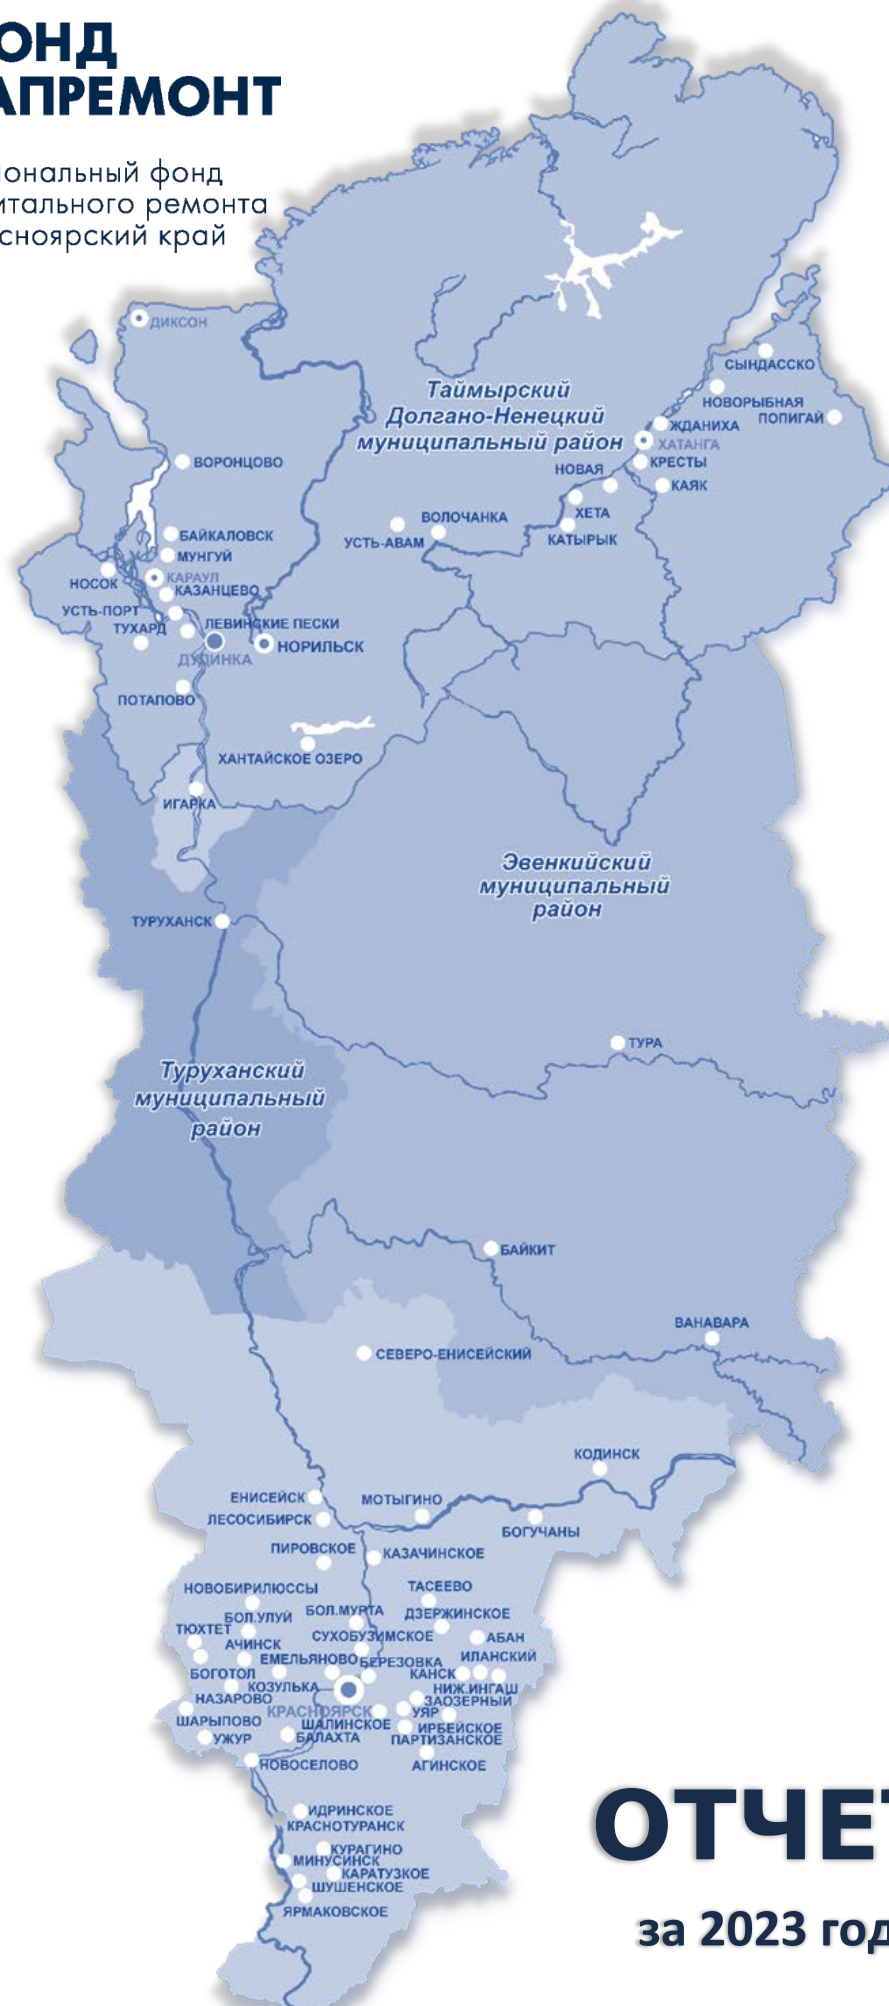 ОНД
АПРЕМОНТ
иональный фонд
итального ремонта
сноярский край
ДИКСОН
СЫНДАССКО
Таймырский
Долгано-Ненецкий
муниципальный район
НОВОРЫБНАЯ
ПОПИГАЙ
ЖДАНИХА
ХАТАНГА
КРЕСТЫ
ВОРОНЦОВО
НОВАЯ
КАЯК
ХЕТА
ВОЛОЧАНКА
УСТЬ-АВАМ
КАТЫРЫК
БАЙКАЛОВСК
МУНГУЙ
НОСОК
КАРАУЛ
КАЗАНЦЕВО
УСТЬ-ПОРТ
ТУХАРД
ЛЕВИНСКИЕ ПЕСКИ
ДУДИНКА
НОРИЛЬСК
ПОТАПОВО
ХАНТАЙСКОЕ ОЗЕРО
ИГАРКА
Эвенкийский
муниципальный
район
ТУРУХАНСК
ТУРА
Туруханский
муниципальный
район
БАЙКИТ
ВАНАВАРА
СЕВЕРО-ЕНИСЕЙСКИЙ
КОДИНСК
ЕНИСЕЙСК
МОТЫГИНО
ЛЕСОСИБИРСК
БОГУЧАНЫ
ПИРОВСКОЕ
КАЗАЧИНСКОЕ
НОВОБИРИЛЮССЫ
ТАСЕЕВО
БОЛ.УЛУЙ
БОЛ.МУРТА
ДЗЕРЖИНСКОЕ
ТЮХТЕТ
АЧИНСК
СУХОБУЗИМСКОЕ
АБАН
ЕМЕЛЬЯНОВО
БЕРЕЗОВКА
ИЛАНСКИЙ
БОГОТОЛ
КОЗУЛЬКА
КАНСК
НИЖ.ИНГАШ
НАЗАРОВО
ЗАОЗЕРНЫЙ
КРАСНОЯРСК
УЯР
ШАРЫПОВО
ШАЛИНСКОЕ
ИРБЕЙСКОЕ
УЖУР
БАЛАХТА
ПАРТИЗАНСКОЕ
НОВОСЕЛОВО
АГИНСКОЕ
ИДРИНСКОЕ
КРАСНОТУРАНСК
КУРАГИНО
МИНУСИНСК
КАРАТУЗКОЕ
ШУШЕНСКОЕ
ЯРМАКОВСКОЕ
ОТЧЕТ
за 2023 год